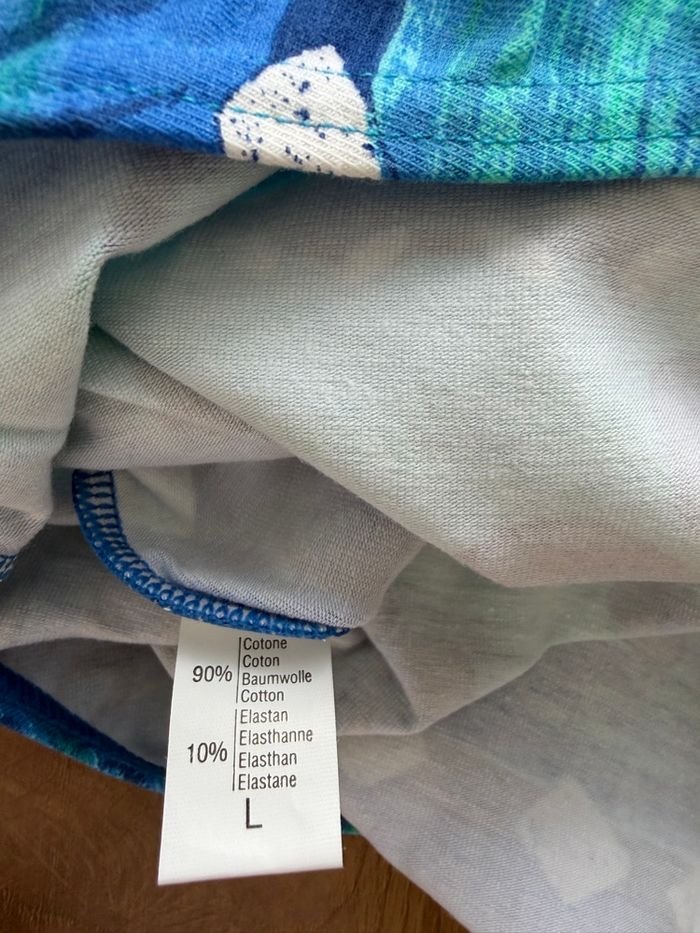 90%
Cotone
Coton
Baumwolle
Cotton
10%
Elastan
Elasthanne
Elasthan
Elastane
L